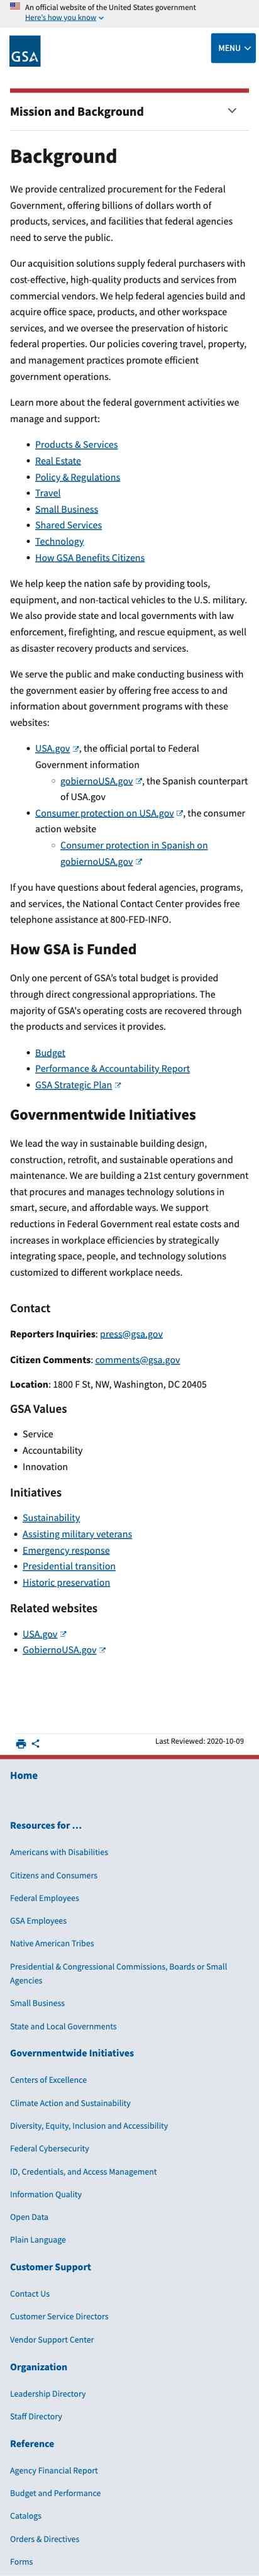 An official website of the United States government
Here's how you know
GSA
MENU
Mission and Background
Background
We provide centralized procurement for the Federal
Government, offering billions of dollars worth of
products, services, and facilities that federal agencies
need to serve the public.
Our acquisition solutions supply federal purchasers with
cost-effective, high-quality products and services from
commercial vendors. We help federal agencies build and
acquire office space, products, and other workspace
services, and we oversee the preservation of historic
federal properties. Our policies covering travel, property,
and management practices promote efficient
government operations.
Learn more about the federal government activities we
manage and support:
Products & Services
Real Estate
Policy & Regulations
Travel
Small Business
Shared Services
Technology
How GSA Benefits Citizens
We help keep the nation safe by providing tools,
equipment, and non-tactical vehicles to the U.S. military.
We also provide state and local governments with law
enforcement, firefighting, and rescue equipment, as well
as disaster recovery products and services.
We serve the public and make conducting business with
the government easier by offering free access to and
information about government programs with these
websites:
USA.gov, the official portal to Federal
Government information
gobiernoUSA.gov, the Spanish counterpart
of USA.gov
Consumer protection on USA.gov, the consumer
action website
Consumer protection in Spanish on
gobiernoUSA.gov
If you have questions about federal agencies, programs,
and services, the National Contact Center provides free
telephone assistance at 800-FED-INFO.
How GSA is Funded
Only one percent of GSA's total budget is provided
through direct congressional appropriations. The
majority of GSA's operating costs are recovered through
the products and services it provides.
Budget
Performance & Accountability Report
GSA Strategic Plan
Governmentwide Initiatives
We lead the way in sustainable building design,
construction, retrofit, and sustainable operations and
maintenance. We are building a 21st century government
that procures and manages technology solutions in
smart, secure, and affordable ways. We support
reductions in Federal Government real estate costs and
increases in workplace efficiencies by strategically
integrating space, people, and technology solutions
customized to different workplace needs.
Contact
Reporters Inquiries: press@gsa.gov
Citizen Comments: comments@gsa.gov
Location: 1800 F St, NW, Washington, DC 20405
GSA Values
Service
Accountability
Innovation
Initiatives
Sustainability
Assisting military veterans
Emergency response
Presidential transition
Historic preservation
Related websites
USA.gov
GobiernoUSA.gov
Last Reviewed: 2020-10-09
Home
Resources for …
Americans with Disabilities
Citizens and Consumers
Federal Employees
GSA Employees
Native American Tribes
Presidential & Congressional Commissions, Boards or Small
Agencies
Small Business
State and Local Governments
Governmentwide Initiatives
Centers of Excellence
Climate Action and Sustainability
Diversity, Equity, Inclusion and Accessibility
Federal Cybersecurity
ID, Credentials, and Access Management
Information Quality
Open Data
Plain Language
Customer Support
Contact Us
Customer Service Directors
Vendor Support Center
Organization
Leadership Directory
Staff Directory
Reference
Agency Financial Report
Budget and Performance
Catalogs
Orders & Directives
Forms